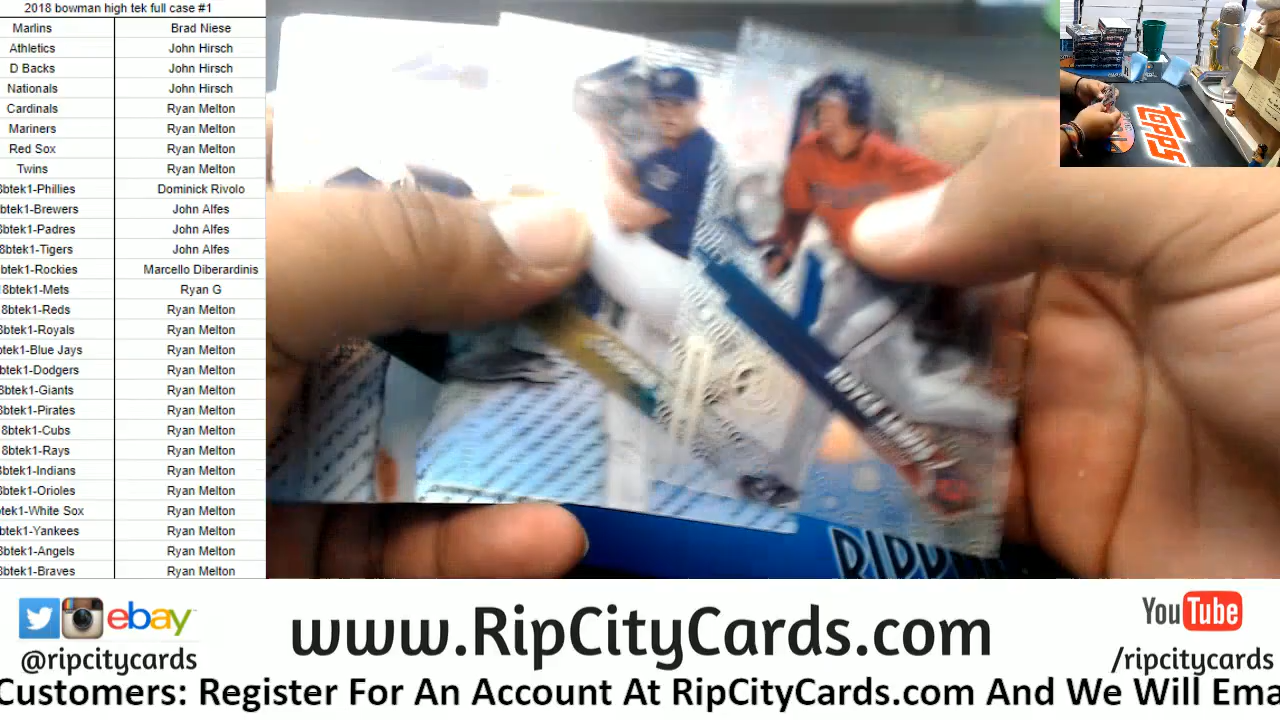 2018 bowman high tek full case #1
Marlins Brad Niese
Athletics John Hirsch
D Backs John Hirsch
Nationals John Hirsch
Cardinals Ryan Melton
Mariners Ryan Melton
Red Sox Ryan Melton
Twins Ryan Melton
8btek1-Phillies Dominick Rivolo
btek1-Brewers John Alfes
btek1-Padres John Alfes
8btek1-Tigers John Alfes
btek1-Rockies Marcello Diberardinis
18btek1-Mets Ryan G
8btek1-Reds Ryan Melton
8btek1-Royals Ryan Melton
btek1-Blue Jays Ryan Melton
btek1-Dodgers Ryan Melton
8btek1-Giants Ryan Melton
8btek1-Pirates Ryan Melton
8btek1-Cubs Ryan Melton
8btek1-Rays Ryan Melton
8btek1-Indians Ryan Melton
8btek1-Orioles Ryan Melton
btek1-White Sox Ryan Melton
btek1-Yankees Ryan Melton
8btek1-Angels Ryan Melton
8btek1-Braves Ryan Melton
topps
ebay
@ripcitycards
www.RipCityCards.com
YouTube
/ripcitycards
Customers: Register For An Account At RipCityCards.com And We Will Ema